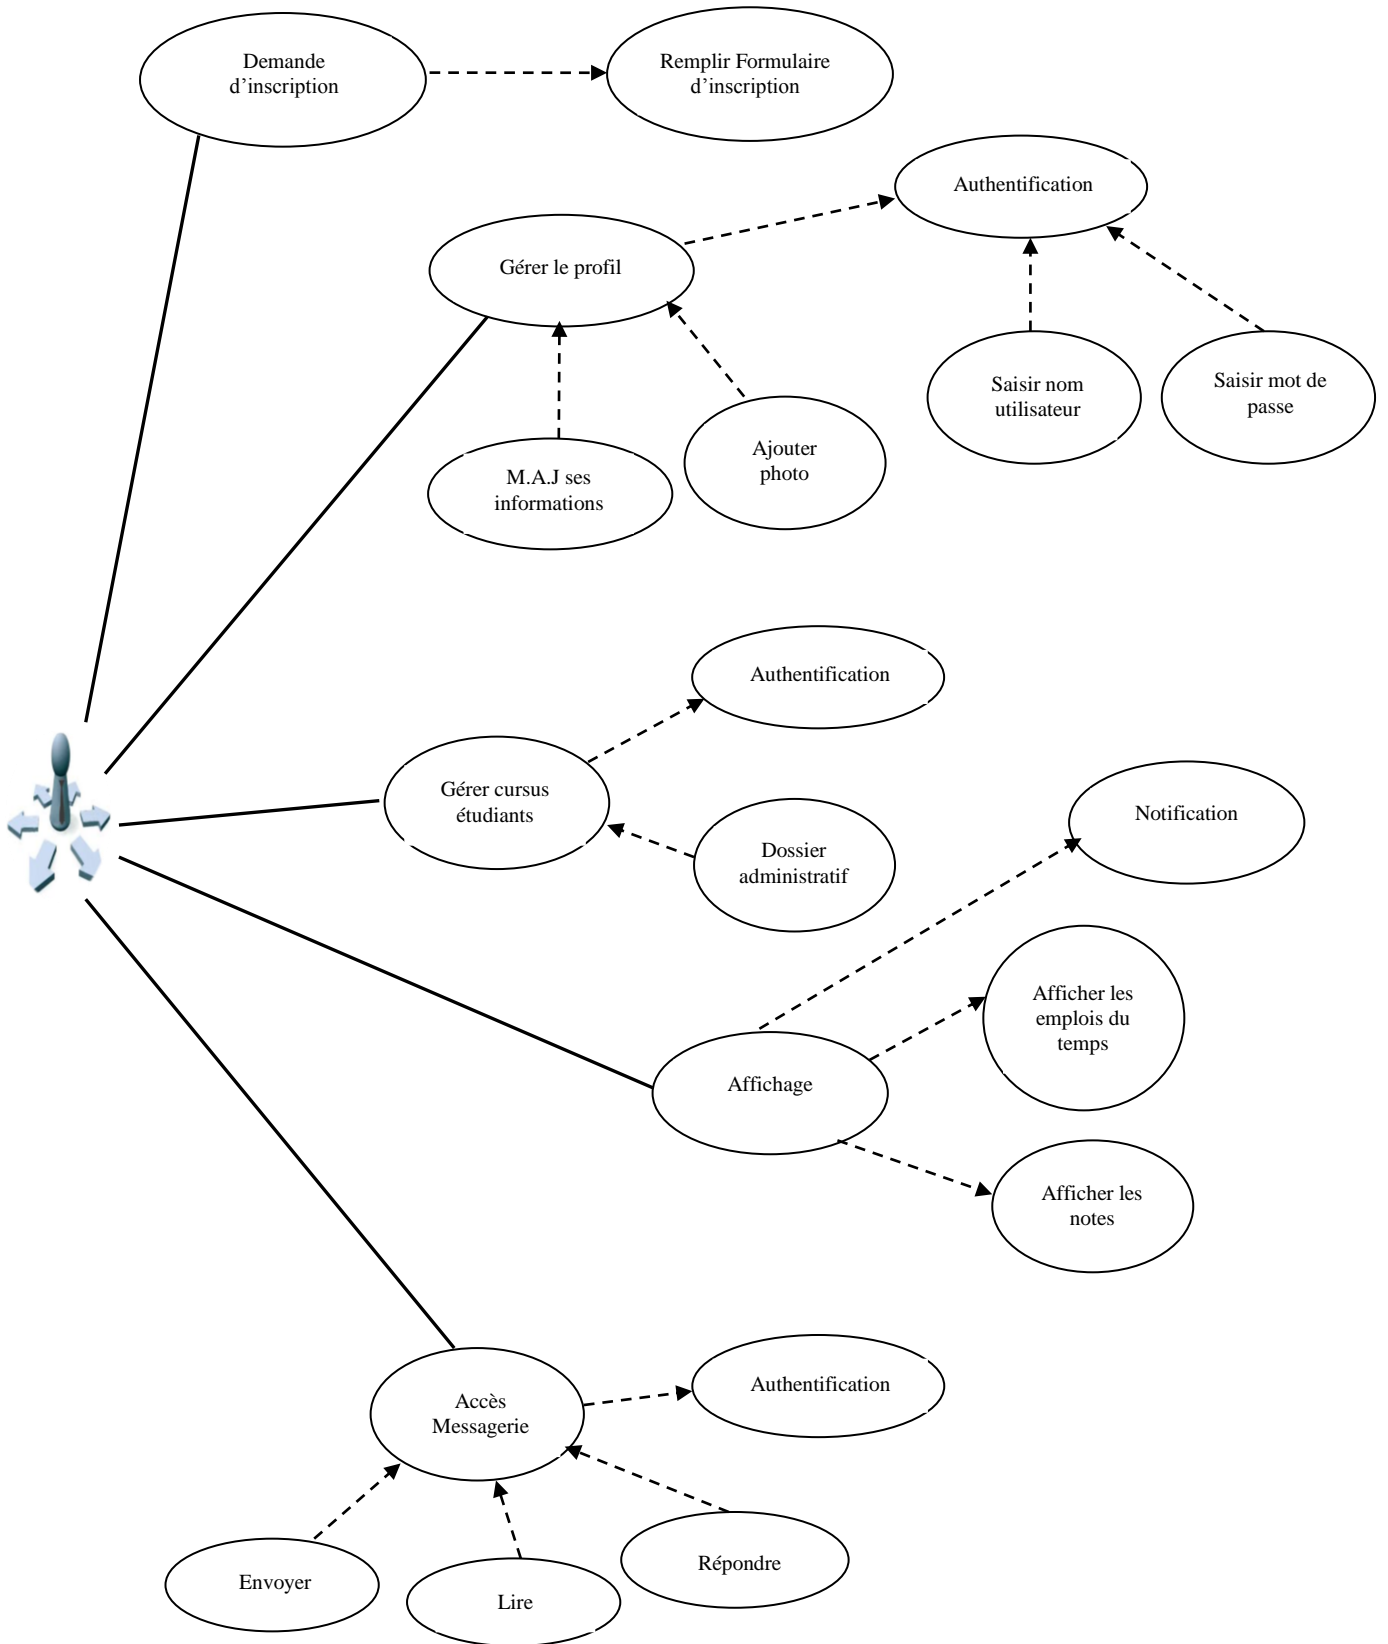 Demande
d’inscription
Remplir Formulaire
d’inscription
Authentification
Gérer le profil
Saisir nom
utilisateur
Saisir mot de
passe
Ajouter
photo
M.A.J ses
informations
Authentification
Gérer cursus
étudiants
Notification
Dossier
administratif
Afficher les
emplois du
temps
Affichage
Afficher les
notes
Authentification
Accès
Messagerie
Répondre
Envoyer
Lire